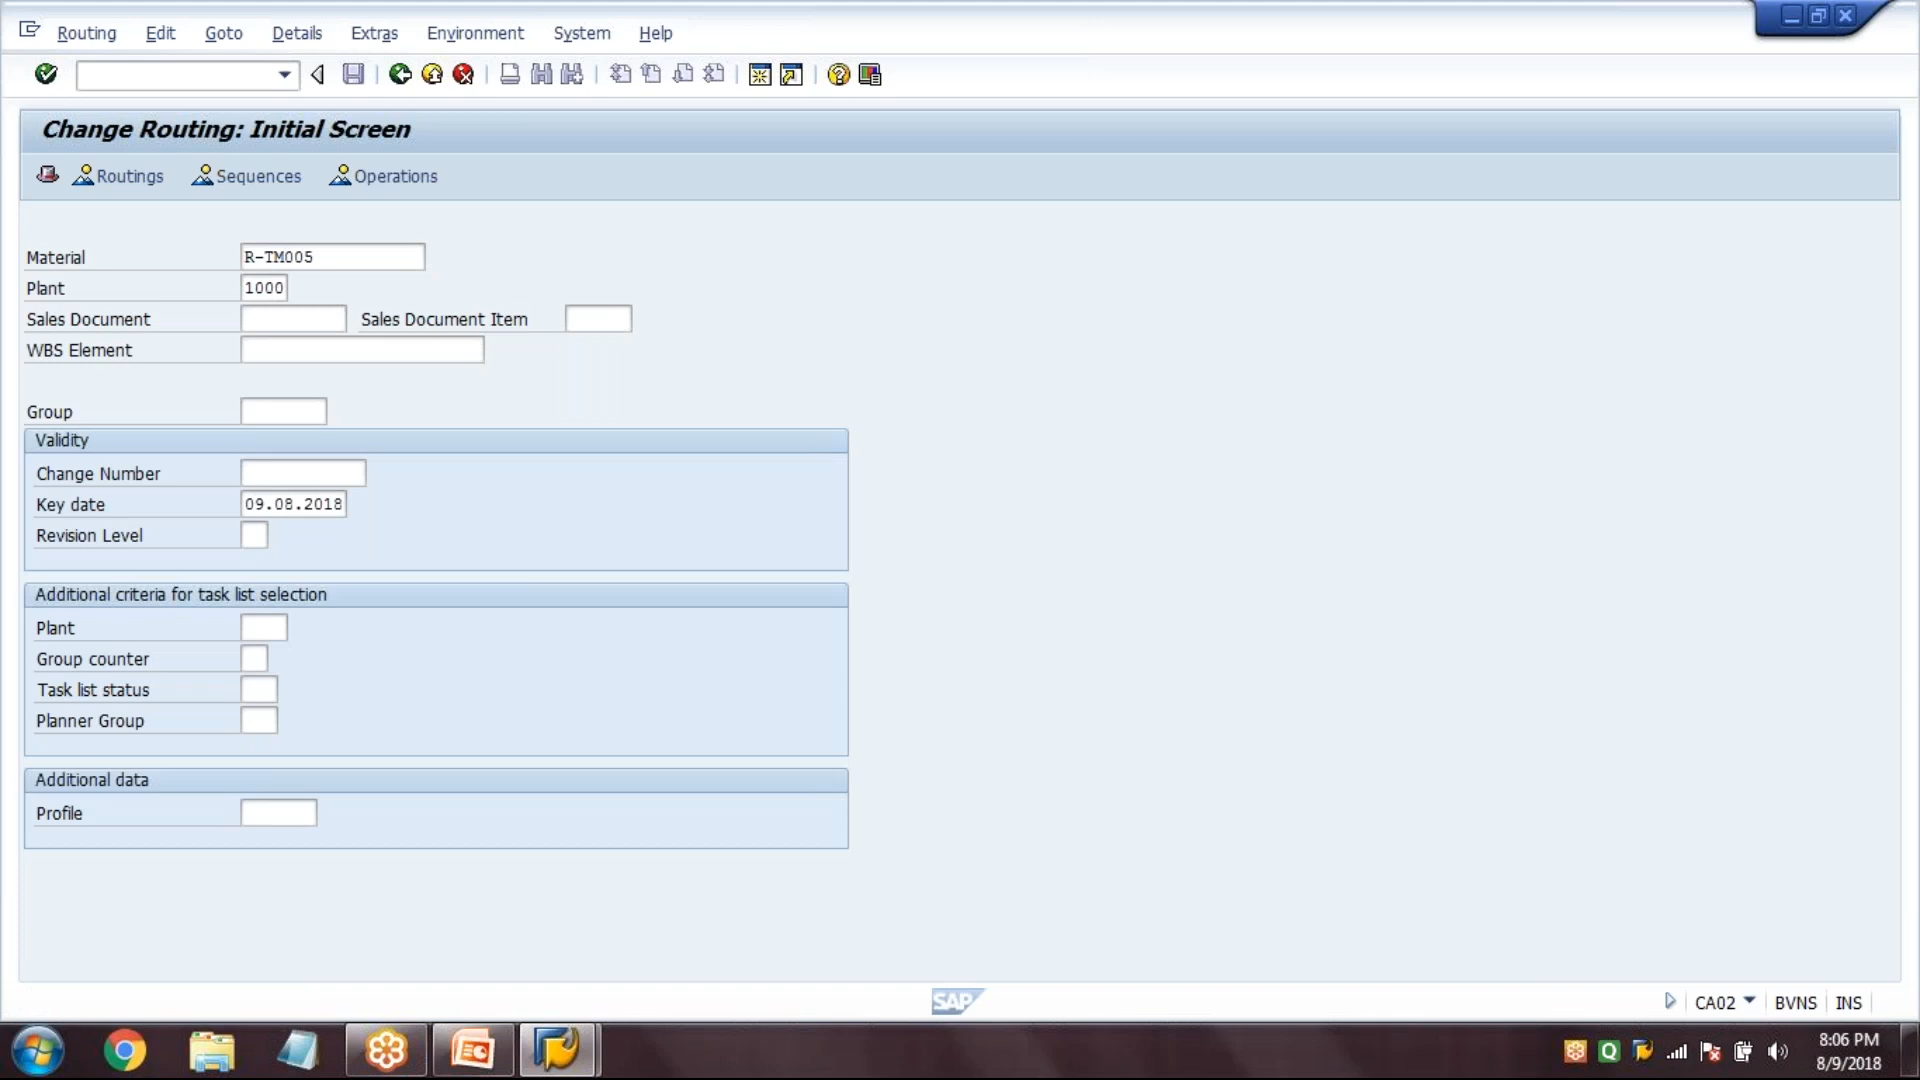 Routing Edit Goto Details Extras Environment System Help
Change Routing: Initial Screen
Routings Sequences Operations
Material R-TM005
Plant 1000
Sales Document Sales Document Item
WBS Element
Group
Validity
Change Number
Key date 09.08.2018
Revision Level
Additional criteria for task list selection
Plant
Group counter
Task list status
Planner Group
Additional data
Profile
SAP CA02 BVNS INS
8:06 PM
8/9/2018